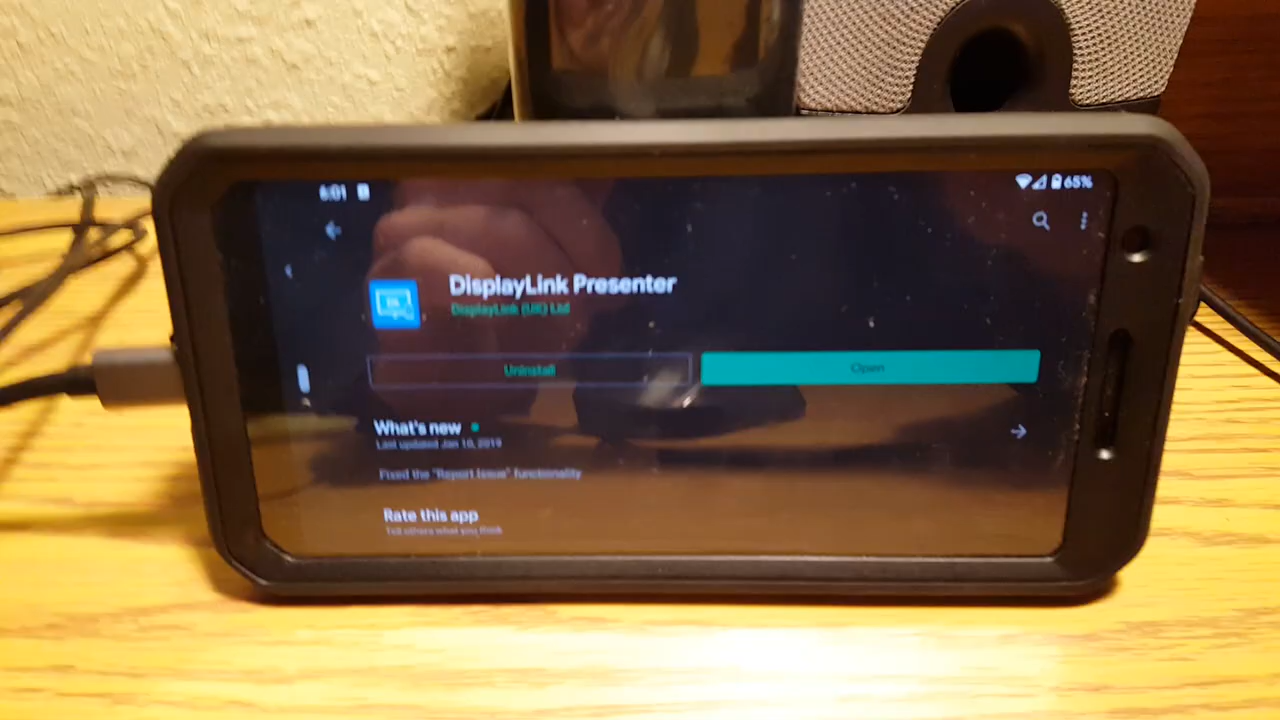 6:01
65%
DisplayLink Presenter
DisplayLink (UK) Ltd
Uninstall
Open
What's new
Last updated Jan 10, 2019
Fixed the "Report Issue" functionality
Rate this app
Tell others what you think